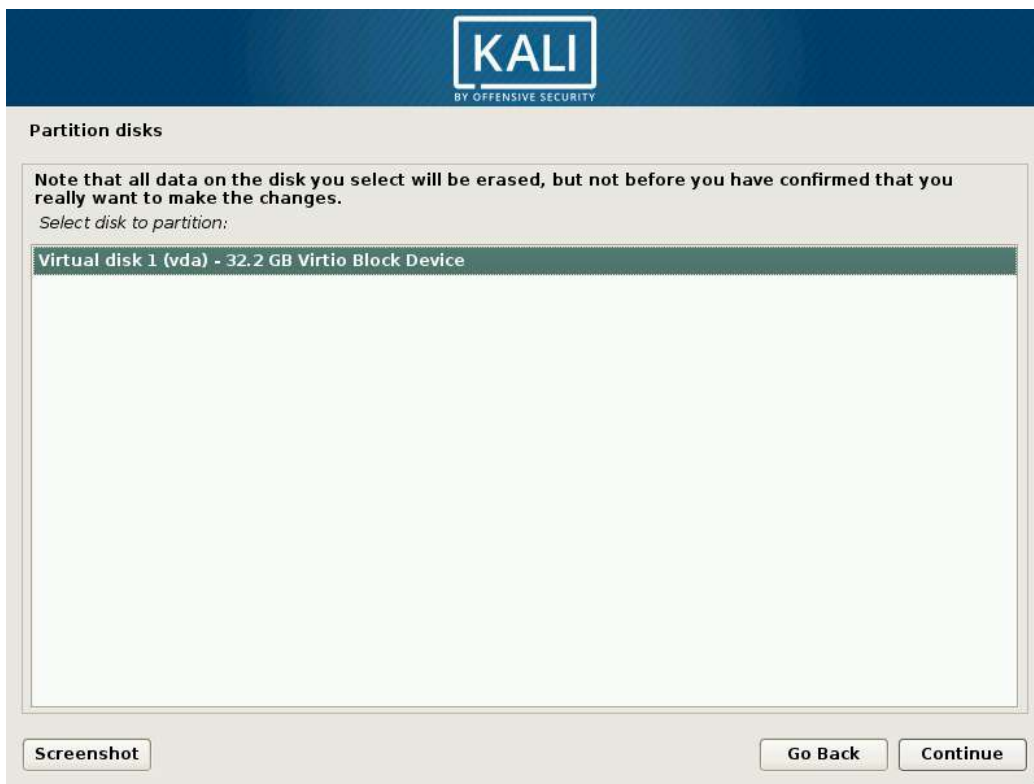 KALI
BY OFFENSIVE SECURITY
Partition disks
Note that all data on the disk you select will be erased, but not before you have confirmed that you
really want to make the changes.
Select disk to partition:
Virtual disk 1 (vda) - 32.2 GB Virtio Block Device
Screenshot
Go Back
Continue